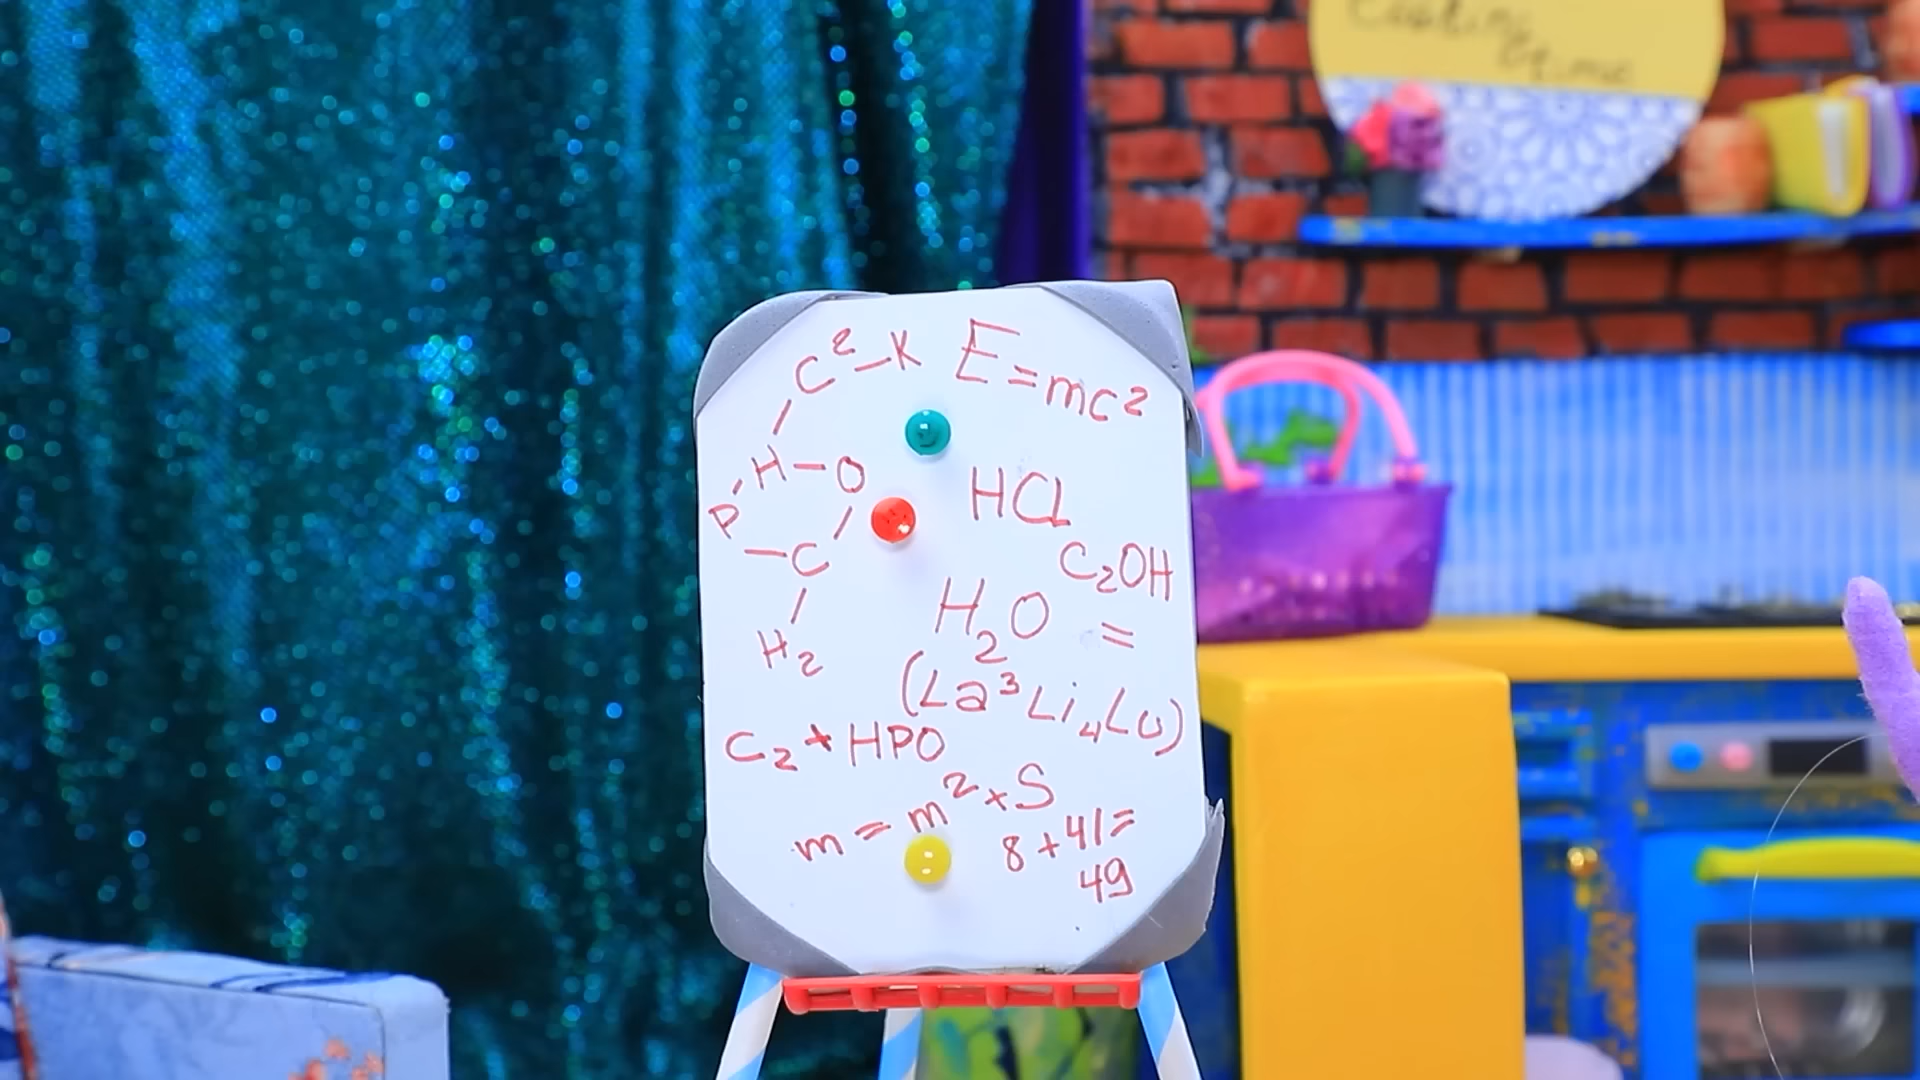 C² – K
E = mc²
H – O
P
HCl
C
C₂OH
H₂O =
H₂
(La³Li₄Lu)
C₂ + HPO
m = m² × S
8 + 41 =
49